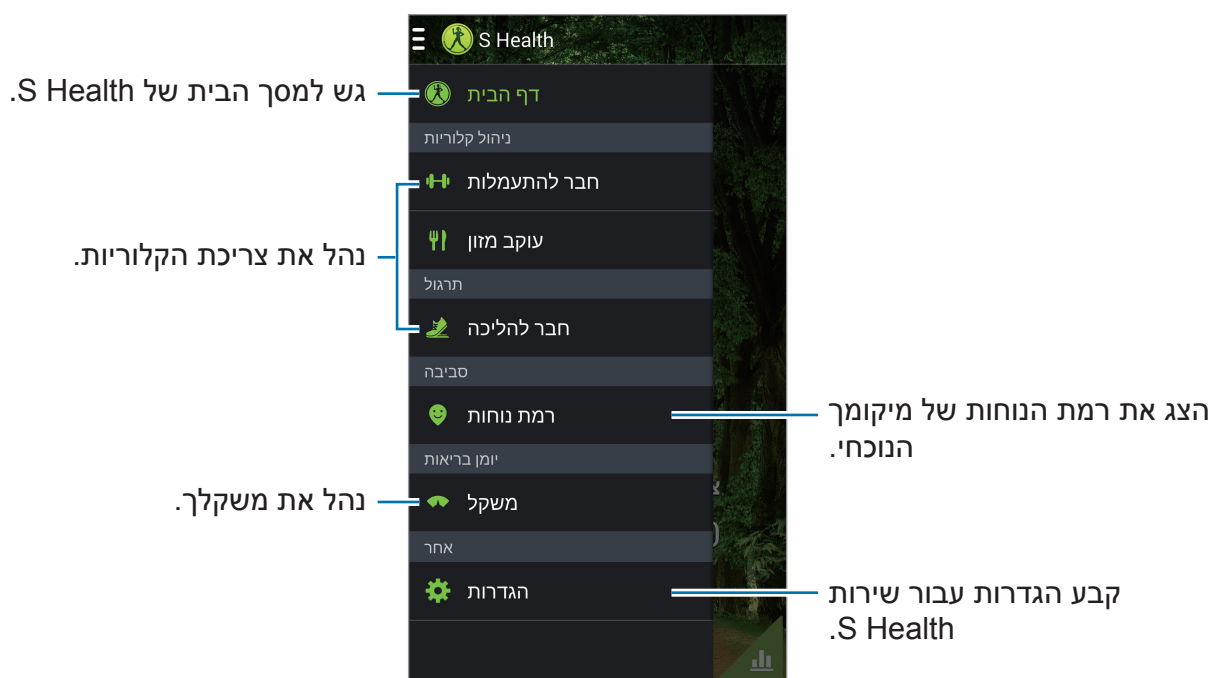 S Health
דף הבית
ניהול קלוריות
חבר להתעמלות
עוקב מזון
תרגול
חבר להליכה
סביבה
רמת נוחות
יומן בריאות
משקל
אחר
הגדרות
גש למסך הבית של S Health.
נהל את צריכת הקלוריות.
נהל את משקלך.
הצג את רמת הנוחות של מיקומך
הנוכחי.
קבע הגדרות עבור שירות
S Health.